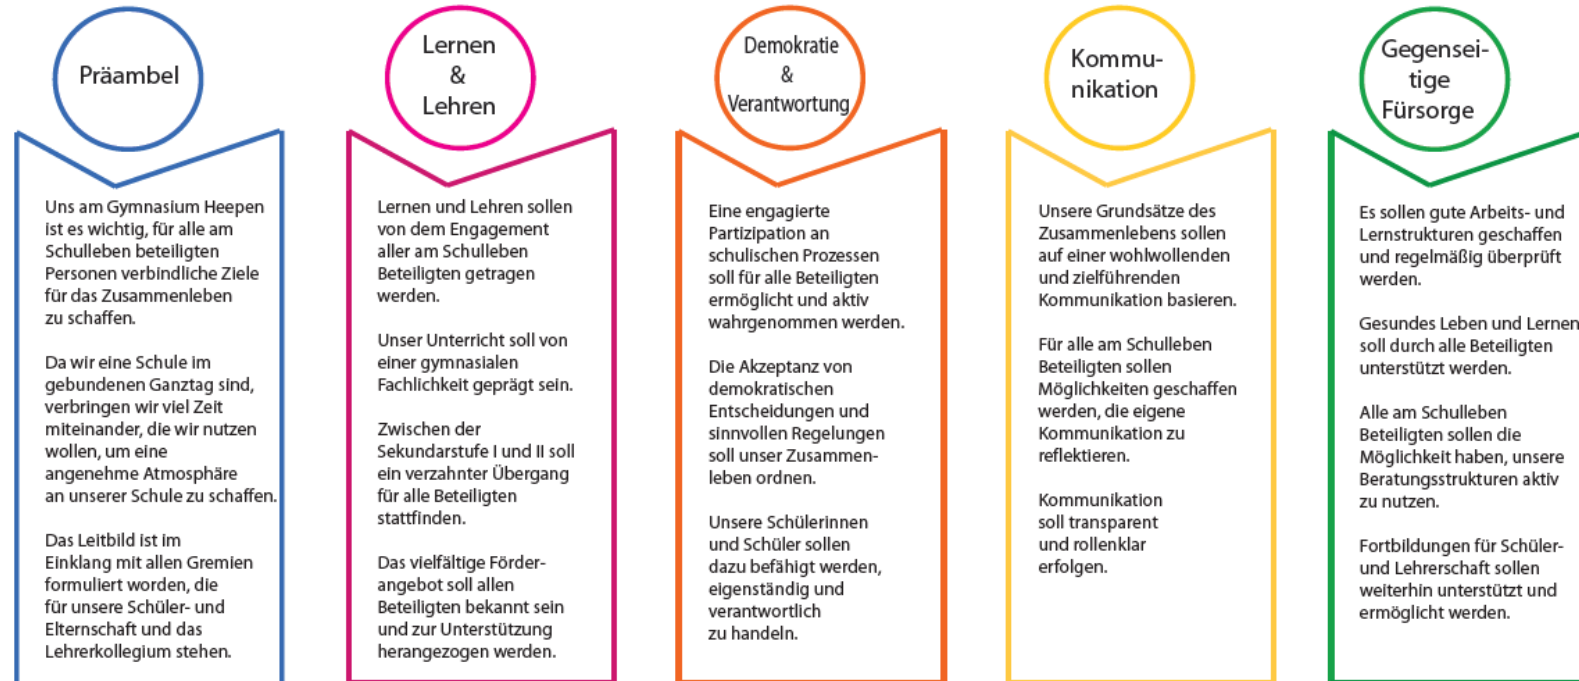 Präambel
Uns am Gymnasium Heepen
ist es wichtig, für alle am
Schulleben beteiligten
Personen verbindliche Ziele
für das Zusammenleben
zu schaffen.
Da wir eine Schule im
gebundenen Ganztag sind,
verbringen wir viel Zeit
miteinander, die wir nutzen
wollen, um eine
angenehme Atmosphäre
an unserer Schule zu schaffen.
Das Leitbild ist im
Einklang mit allen Gremien
formuliert worden, die
für unsere Schüler- und
Elternschaft und das
Lehrerkollegium stehen.
Lernen
&
Lehren
Lernen und Lehren sollen
von dem Engagement
aller am Schulleben
Beteiligten getragen
werden.
Unser Unterricht soll von
einer gymnasialen
Fachlichkeit geprägt sein.
Zwischen der
Sekundarstufe I und II soll
ein verzahnter Übergang
für alle Beteiligten
stattfinden.
Das vielfältige Förder-
angebot soll allen
Beteiligten bekannt sein
und zur Unterstützung
herangezogen werden.
Demokratie
&
Verantwortung
Eine engagierte
Partizipation an
schulischen Prozessen
soll für alle Beteiligten
ermöglicht und aktiv
wahrgenommen werden.
Die Akzeptanz von
demokratischen
Entscheidungen und
sinnvollen Regelungen
soll unser Zusammen-
leben ordnen.
Unsere Schülerinnen
und Schüler sollen
dazu befähigt werden,
eigenständig und
verantwortlich
zu handeln.
Kommu-
nikation
Unsere Grundsätze des
Zusammenlebens sollen
auf einer wohlwollenden
und zielführenden
Kommunikation basieren.
Für alle am Schulleben
Beteiligten sollen
Möglichkeiten geschaffen
werden, die eigene
Kommunikation zu
reflektieren.
Kommunikation
soll transparent
und rollenklar
erfolgen.
Gegensei-
tige
Fürsorge
Es sollen gute Arbeits- und
Lernstrukturen geschaffen
und regelmäßig überprüft
werden.
Gesundes Leben und Lernen
soll durch alle Beteiligten
unterstützt werden.
Alle am Schulleben
Beteiligten sollen die
Möglichkeit haben, unsere
Beratungsstrukturen aktiv
zu nutzen.
Fortbildungen für Schüler-
und Lehrerschaft sollen
weiterhin unterstützt und
ermöglicht werden.